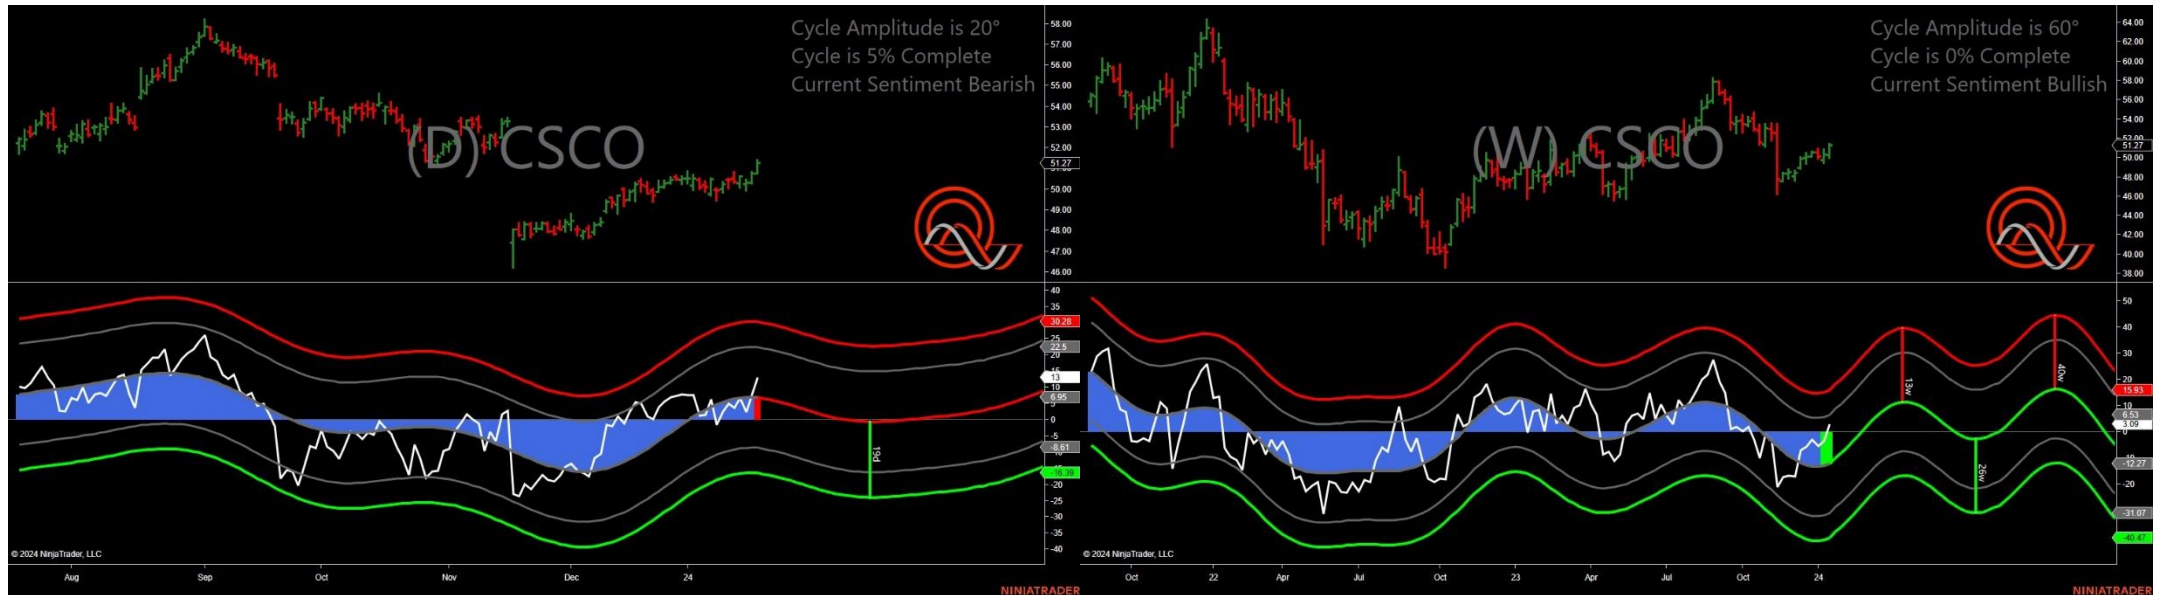 Cycle Amplitude is 20°
Cycle is 5% Complete
Current Sentiment Bearish
(D) CSCO
58.00
57.00
56.00
55.00
54.00
53.00
52.00
51.27
50.00
49.00
48.00
47.00
46.00
40
35
30.28
22.5
20
15
13
10
6.95
5
0
-5
-8.61
-16.39
-20
-25
-30
-35
-40
19d
© 2024 NinjaTrader, LLC
Aug
Sep
Oct
Nov
Dec
24
NINJATRADER
Cycle Amplitude is 60°
Cycle is 0% Complete
Current Sentiment Bullish
(W) CSCO
64.00
62.00
60.00
58.00
56.00
54.00
52.00
51.27
50.00
48.00
46.00
44.00
42.00
40.00
38.00
50
40
30
20
15.93
10
6.53
3.09
0
-12.27
-20
-31.07
-40.47
13w
26w
40w
© 2024 NinjaTrader, LLC
Oct
22
Apr
Jul
Oct
23
Apr
Jul
Oct
24
NINJATRADER